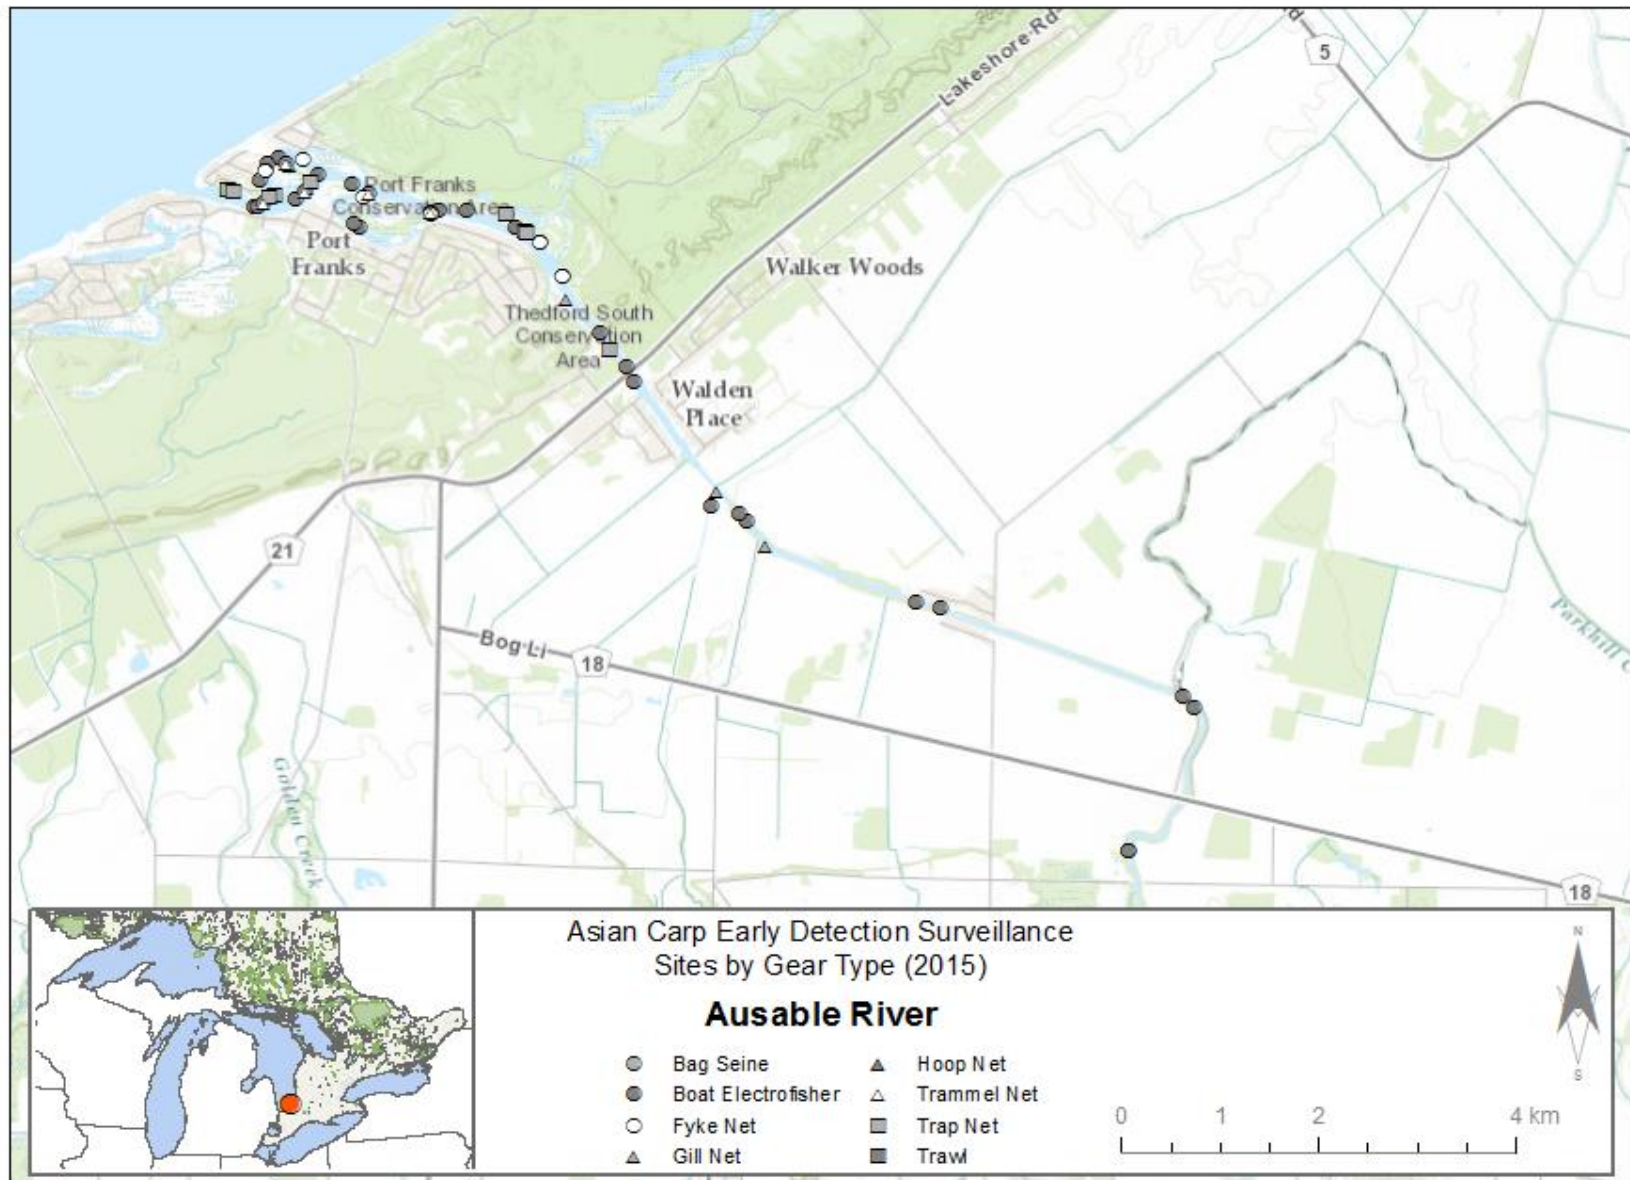 Lakeshore Rd
5
Port Franks
Conservation Area
Port
Franks
Walker Woods
Thedford South
Conservation
Area
Walden
Place
21
Bog Li
18
Parkhill C
Golden Creek
18
Asian Carp Early Detection Surveillance
Sites by Gear Type (2015)
Ausable River
Bag Seine
Boat Electrofisher
Fyke Net
Gill Net
Hoop Net
Trammel Net
Trap Net
Trawl
N
S
0 1 2 4 km